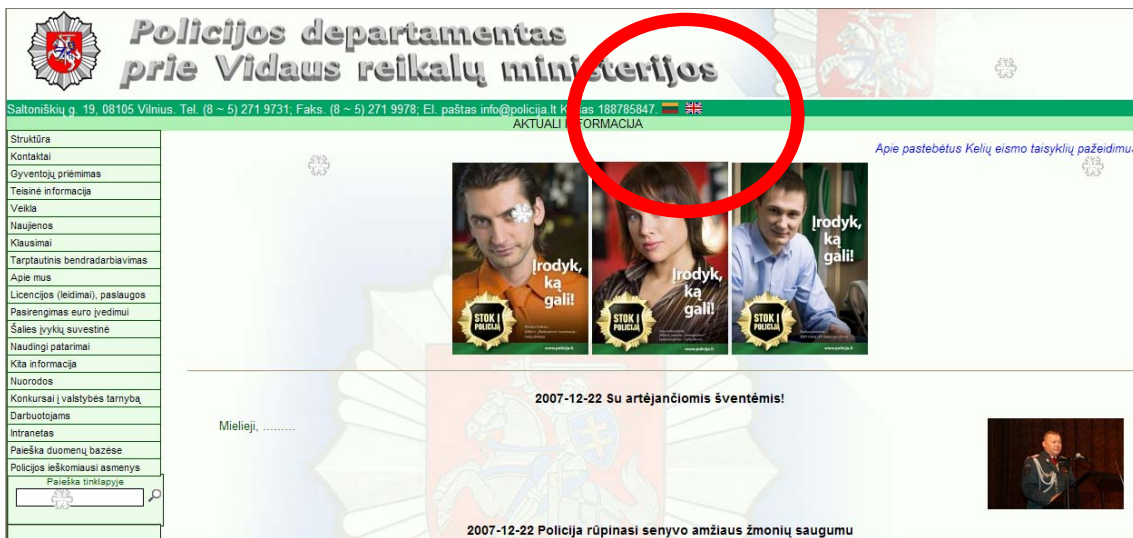 Policijos departamentas
prie Vidaus reikalų ministerijos
Saltoniškių g. 19, 08105 Vilnius. Tel. (8 ~ 5) 271 9731; Faks. (8 ~ 5) 271 9978; El. paštas info@policija.lt K as 188785847.
AKTUALI FORMACIJA
Apie pastebėtus Kelių eismo taisyklių pažeidimus
Struktūra
Kontaktai
Gyventojų priėmimas
Teisinė informacija
Veikla
Naujienos
Klausimai
Tarptautinis bendradarbiavimas
Apie mus
Licencijos (leidimai), paslaugos
Pasirengimas euro įvedimui
Šalies įvykių suvestinė
Naudingi patarimai
Kita informacija
Nuorodos
Konkursai į valstybės tarnybą
Darbuotojams
Intranetas
Paieška duomenų bazėse
Policijos ieškomiausi asmenys
Paieška tinklapyje
Įrodyk,
ką
gali!
STOK Į
POLICIJĄ
www.policija.lt
Įrodyk,
ką
gali!
STOK Į
POLICIJĄ
www.policija.lt
Įrodyk,
ką
gali!
STOK Į
POLICIJĄ
www.policija.lt
2007-12-22 Su artėjančiomis šventėmis!
Mielieji, .........
2007-12-22 Policija rūpinasi senyvo amžiaus žmonių saugumu